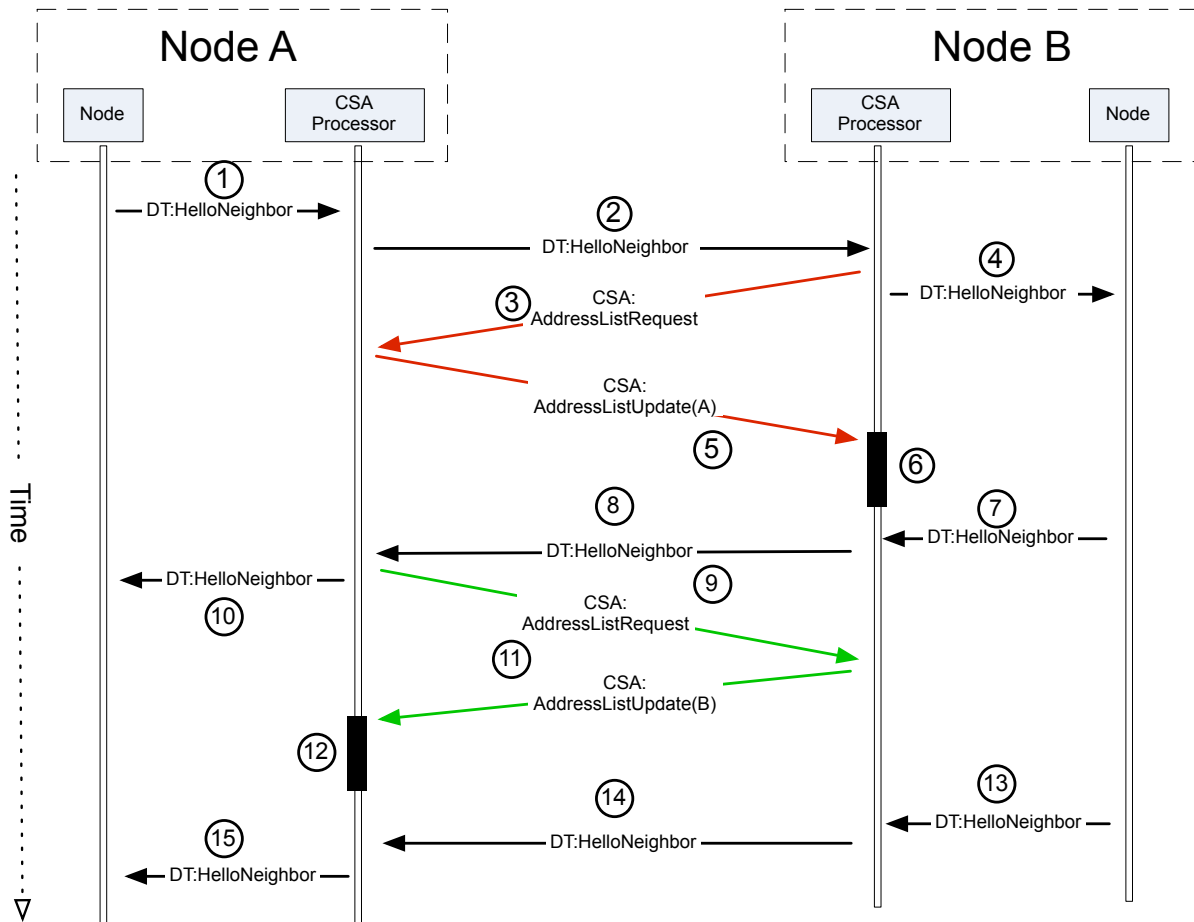 Node A
Node B
Node
CSA
Processor
CSA
Processor
Node
1
DT:HelloNeighbor
2
DT:HelloNeighbor
4
DT:HelloNeighbor
3
CSA:
AddressListRequest
CSA:
AddressListUpdate(A)
5
6
Time
7
DT:HelloNeighbor
8
DT:HelloNeighbor
DT:HelloNeighbor
9
10
CSA:
AddressListRequest
11
CSA:
AddressListUpdate(B)
12
13
DT:HelloNeighbor
14
DT:HelloNeighbor
15
DT:HelloNeighbor